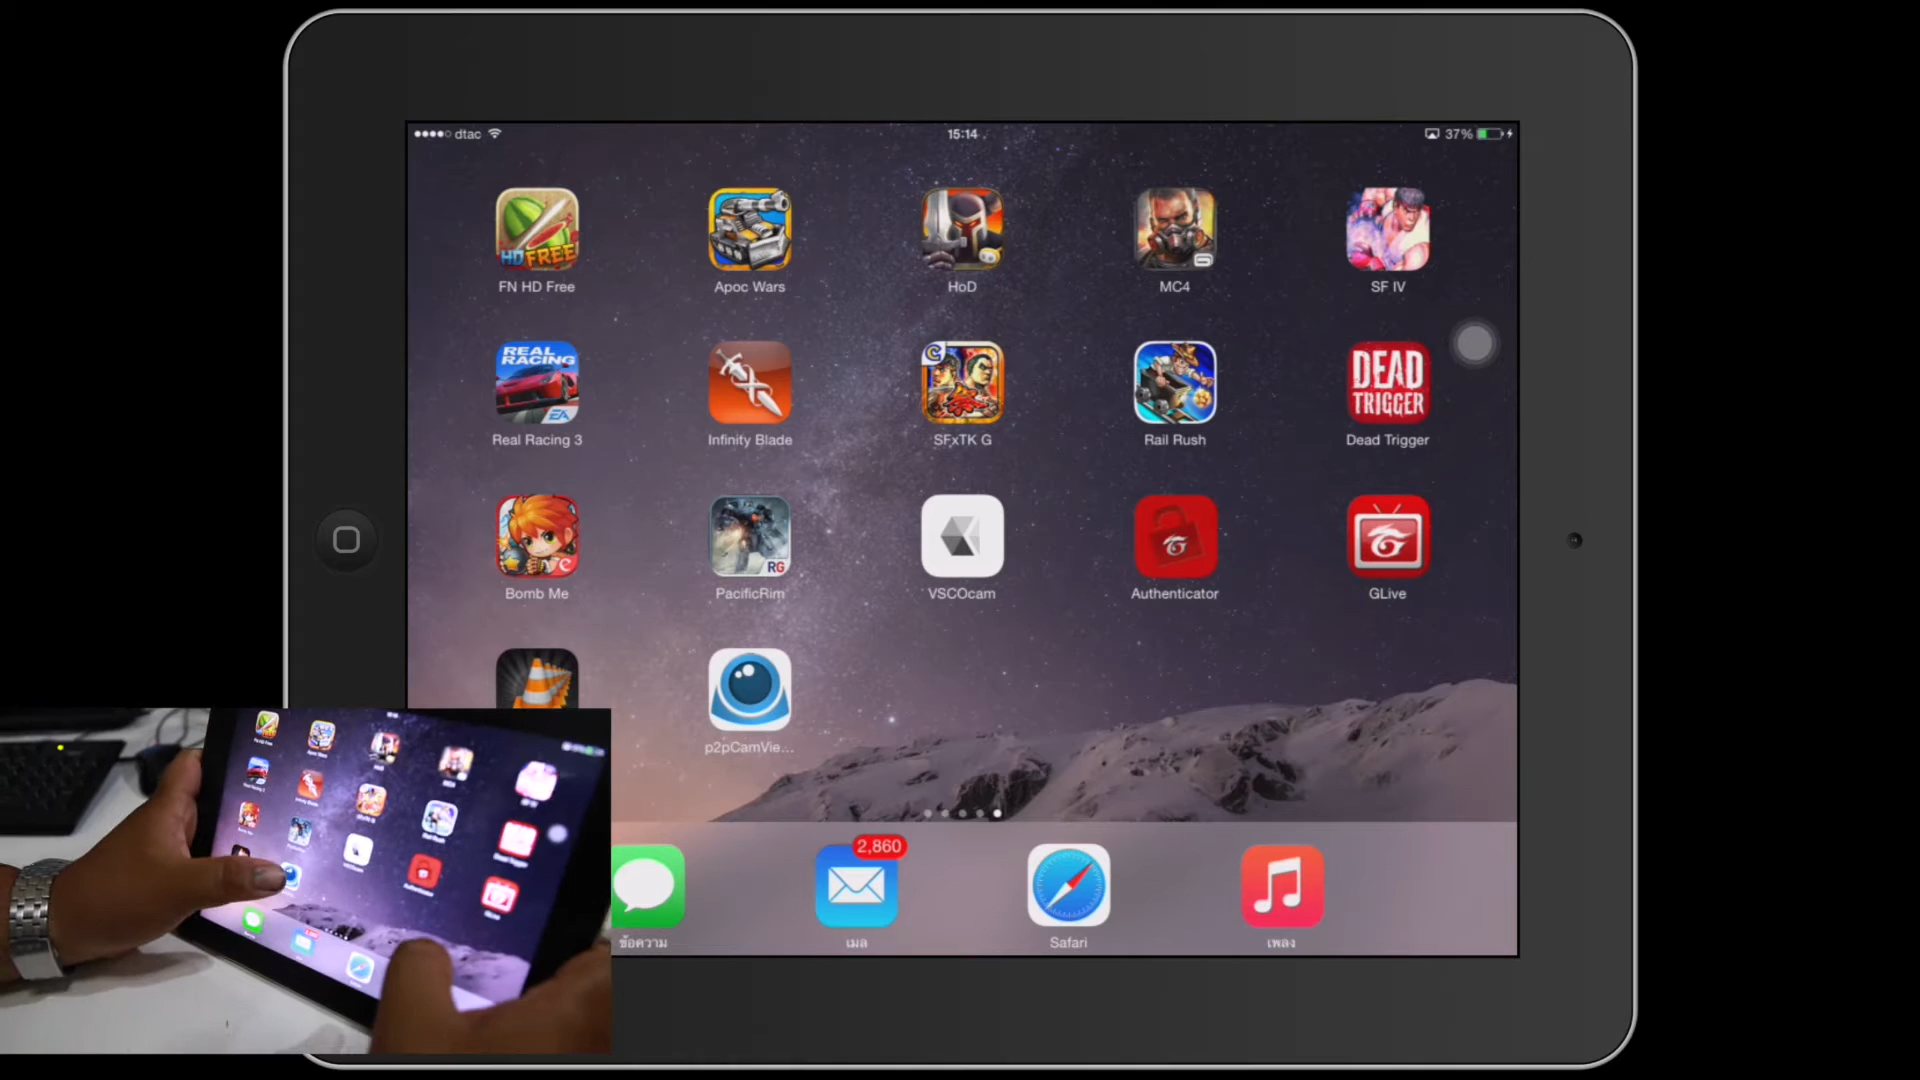 dtac
15:14
37%
HD FREE
FN HD Free
Apoc Wars
HoD
MC4
SF IV
REAL RACING
EA
Real Racing 3
Infinity Blade
SFxTK G
Rail Rush
DEAD TRIGGER
Dead Trigger
Bomb Me
RG
PacificRim
VSCOcam
Authenticator
GLive
p2pCamVie...
2,860
ข้อความ
เมล
Safari
เพลง